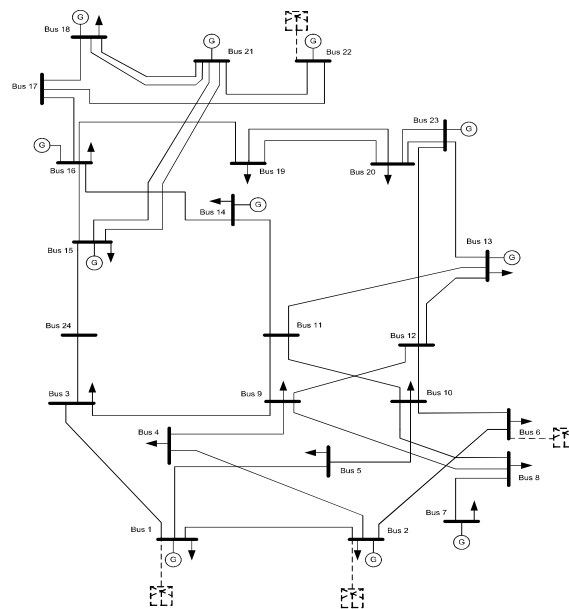 G
Bus 18
G
Bus 21
G
Bus 22
Bus 17
Bus 23
G
G
Bus 16
Bus 19
Bus 20
Bus 14
G
Bus 15
G
Bus 13
G
Bus 24
Bus 11
Bus 12
Bus 3
Bus 9
Bus 10
Bus 4
Bus 6
Bus 5
Bus 8
Bus 7
G
Bus 1
G
Bus 2
G